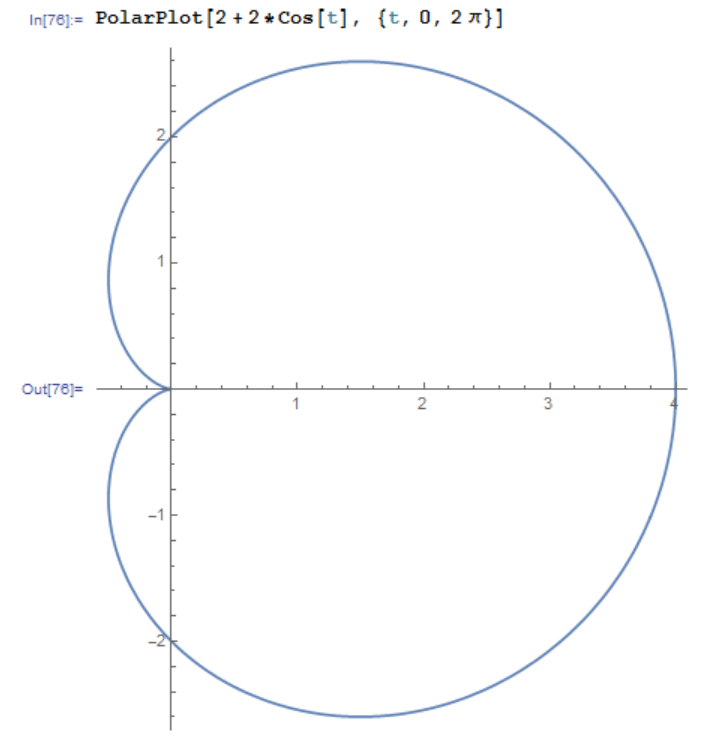 In[76]:= PolarPlot[2 + 2 * Cos[t], {t, 0, 2 π}]
2
1
Out[76]=
1 2 3 4
-1
-2